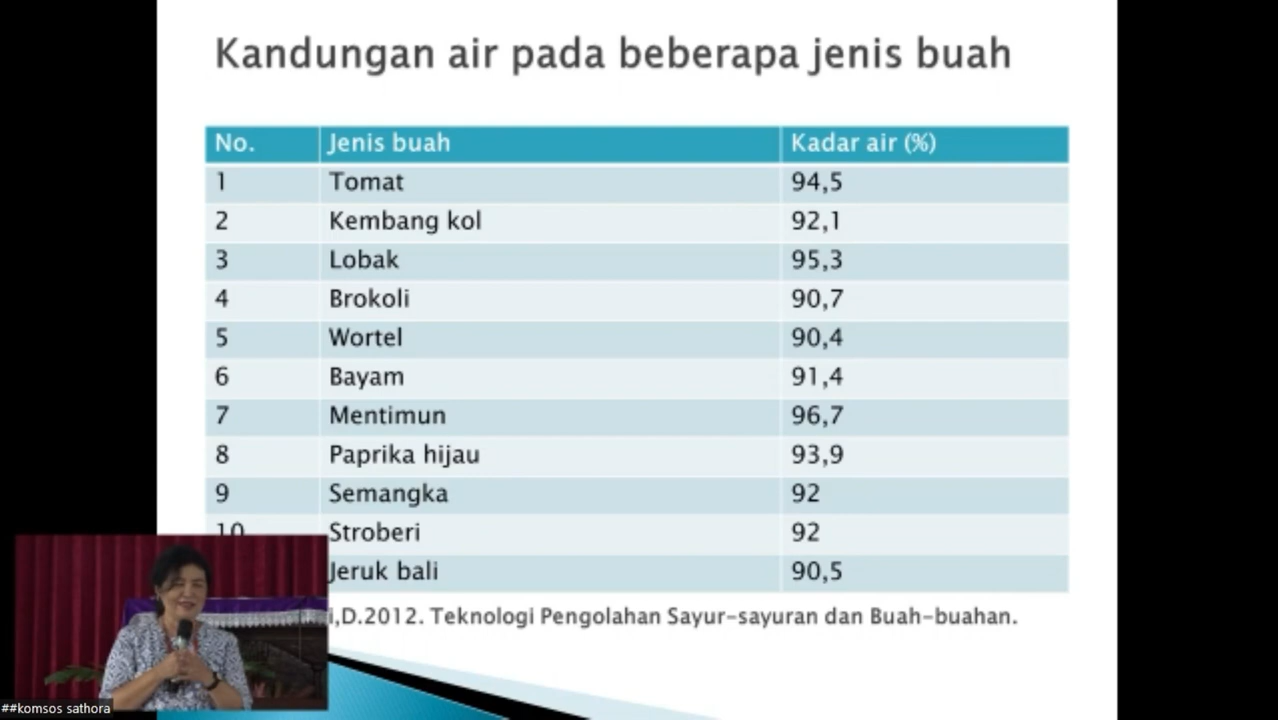 Kandungan air pada beberapa jenis buah
No. Jenis buah Kadar air (%)
1 Tomat 94,5
2 Kembang kol 92,1
3 Lobak 95,3
4 Brokoli 90,7
5 Wortel 90,4
6 Bayam 91,4
7 Mentimun 96,7
8 Paprika hijau 93,9
9 Semangka 92
10 Stroberi 92
Jeruk bali 90,5
i,D.2012. Teknologi Pengolahan Sayur-sayuran dan Buah-buahan.
##komsos sathora